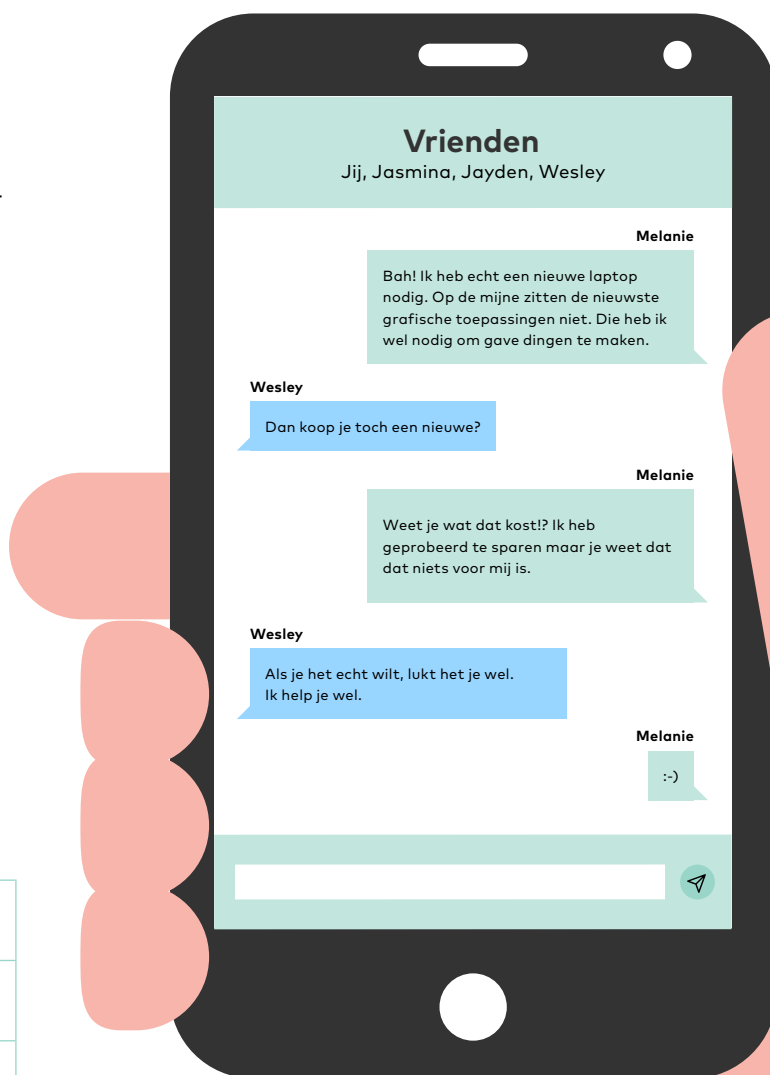 Vrienden
Jij, Jasmina, Jayden, Wesley
Melanie
Bah! Ik heb echt een nieuwe laptop
nodig. Op de mijne zitten de nieuwste
grafische toepassingen niet. Die heb ik
wel nodig om gave dingen te maken.
Wesley
Dan koop je toch een nieuwe?
Melanie
Weet je wat dat kost!? Ik heb
geprobeerd te sparen maar je weet dat
dat niets voor mij is.
Wesley
Als je het echt wilt, lukt het je wel.
Ik help je wel.
Melanie
:-)